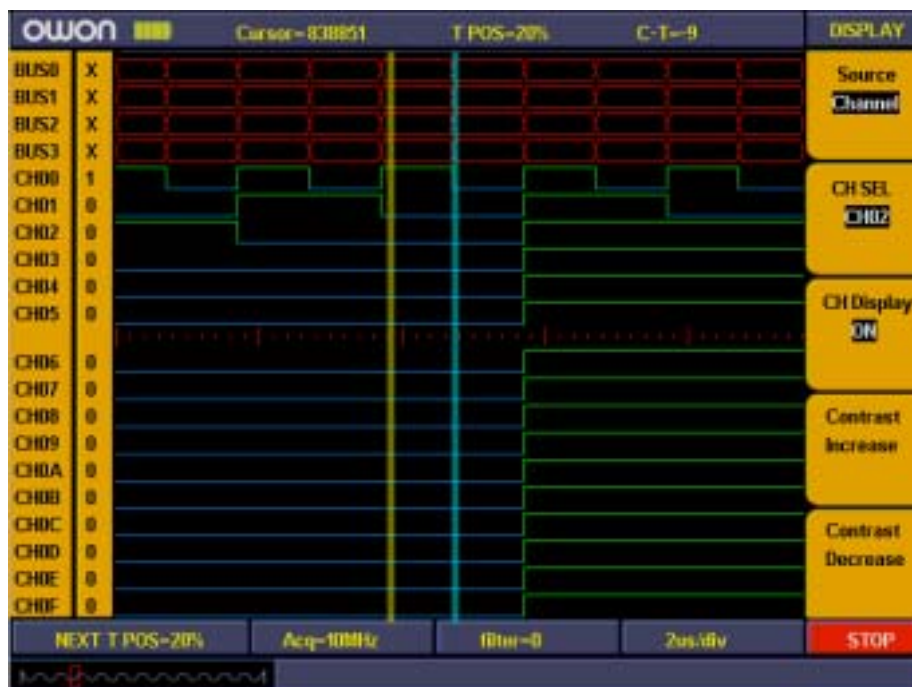 OWON Cursor=838851 T POS=20% C-T=-9 DISPLAY
BUS0 X
BUS1 X
BUS2 X
BUS3 X
CH00 1
CH01 0
CH02 0
CH03 0
CH04 0
CH05 0
CH06 0
CH07 0
CH08 0
CH09 0
CH0A 0
CH0B 0
CH0C 0
CH0D 0
CH0E 0
CH0F 0
Source
Channel
CH SEL
CH02
CH Display
ON
Contrast
Increase
Contrast
Decrease
NEXT T POS=20% Acq=10MHz filter=0 2us/div STOP